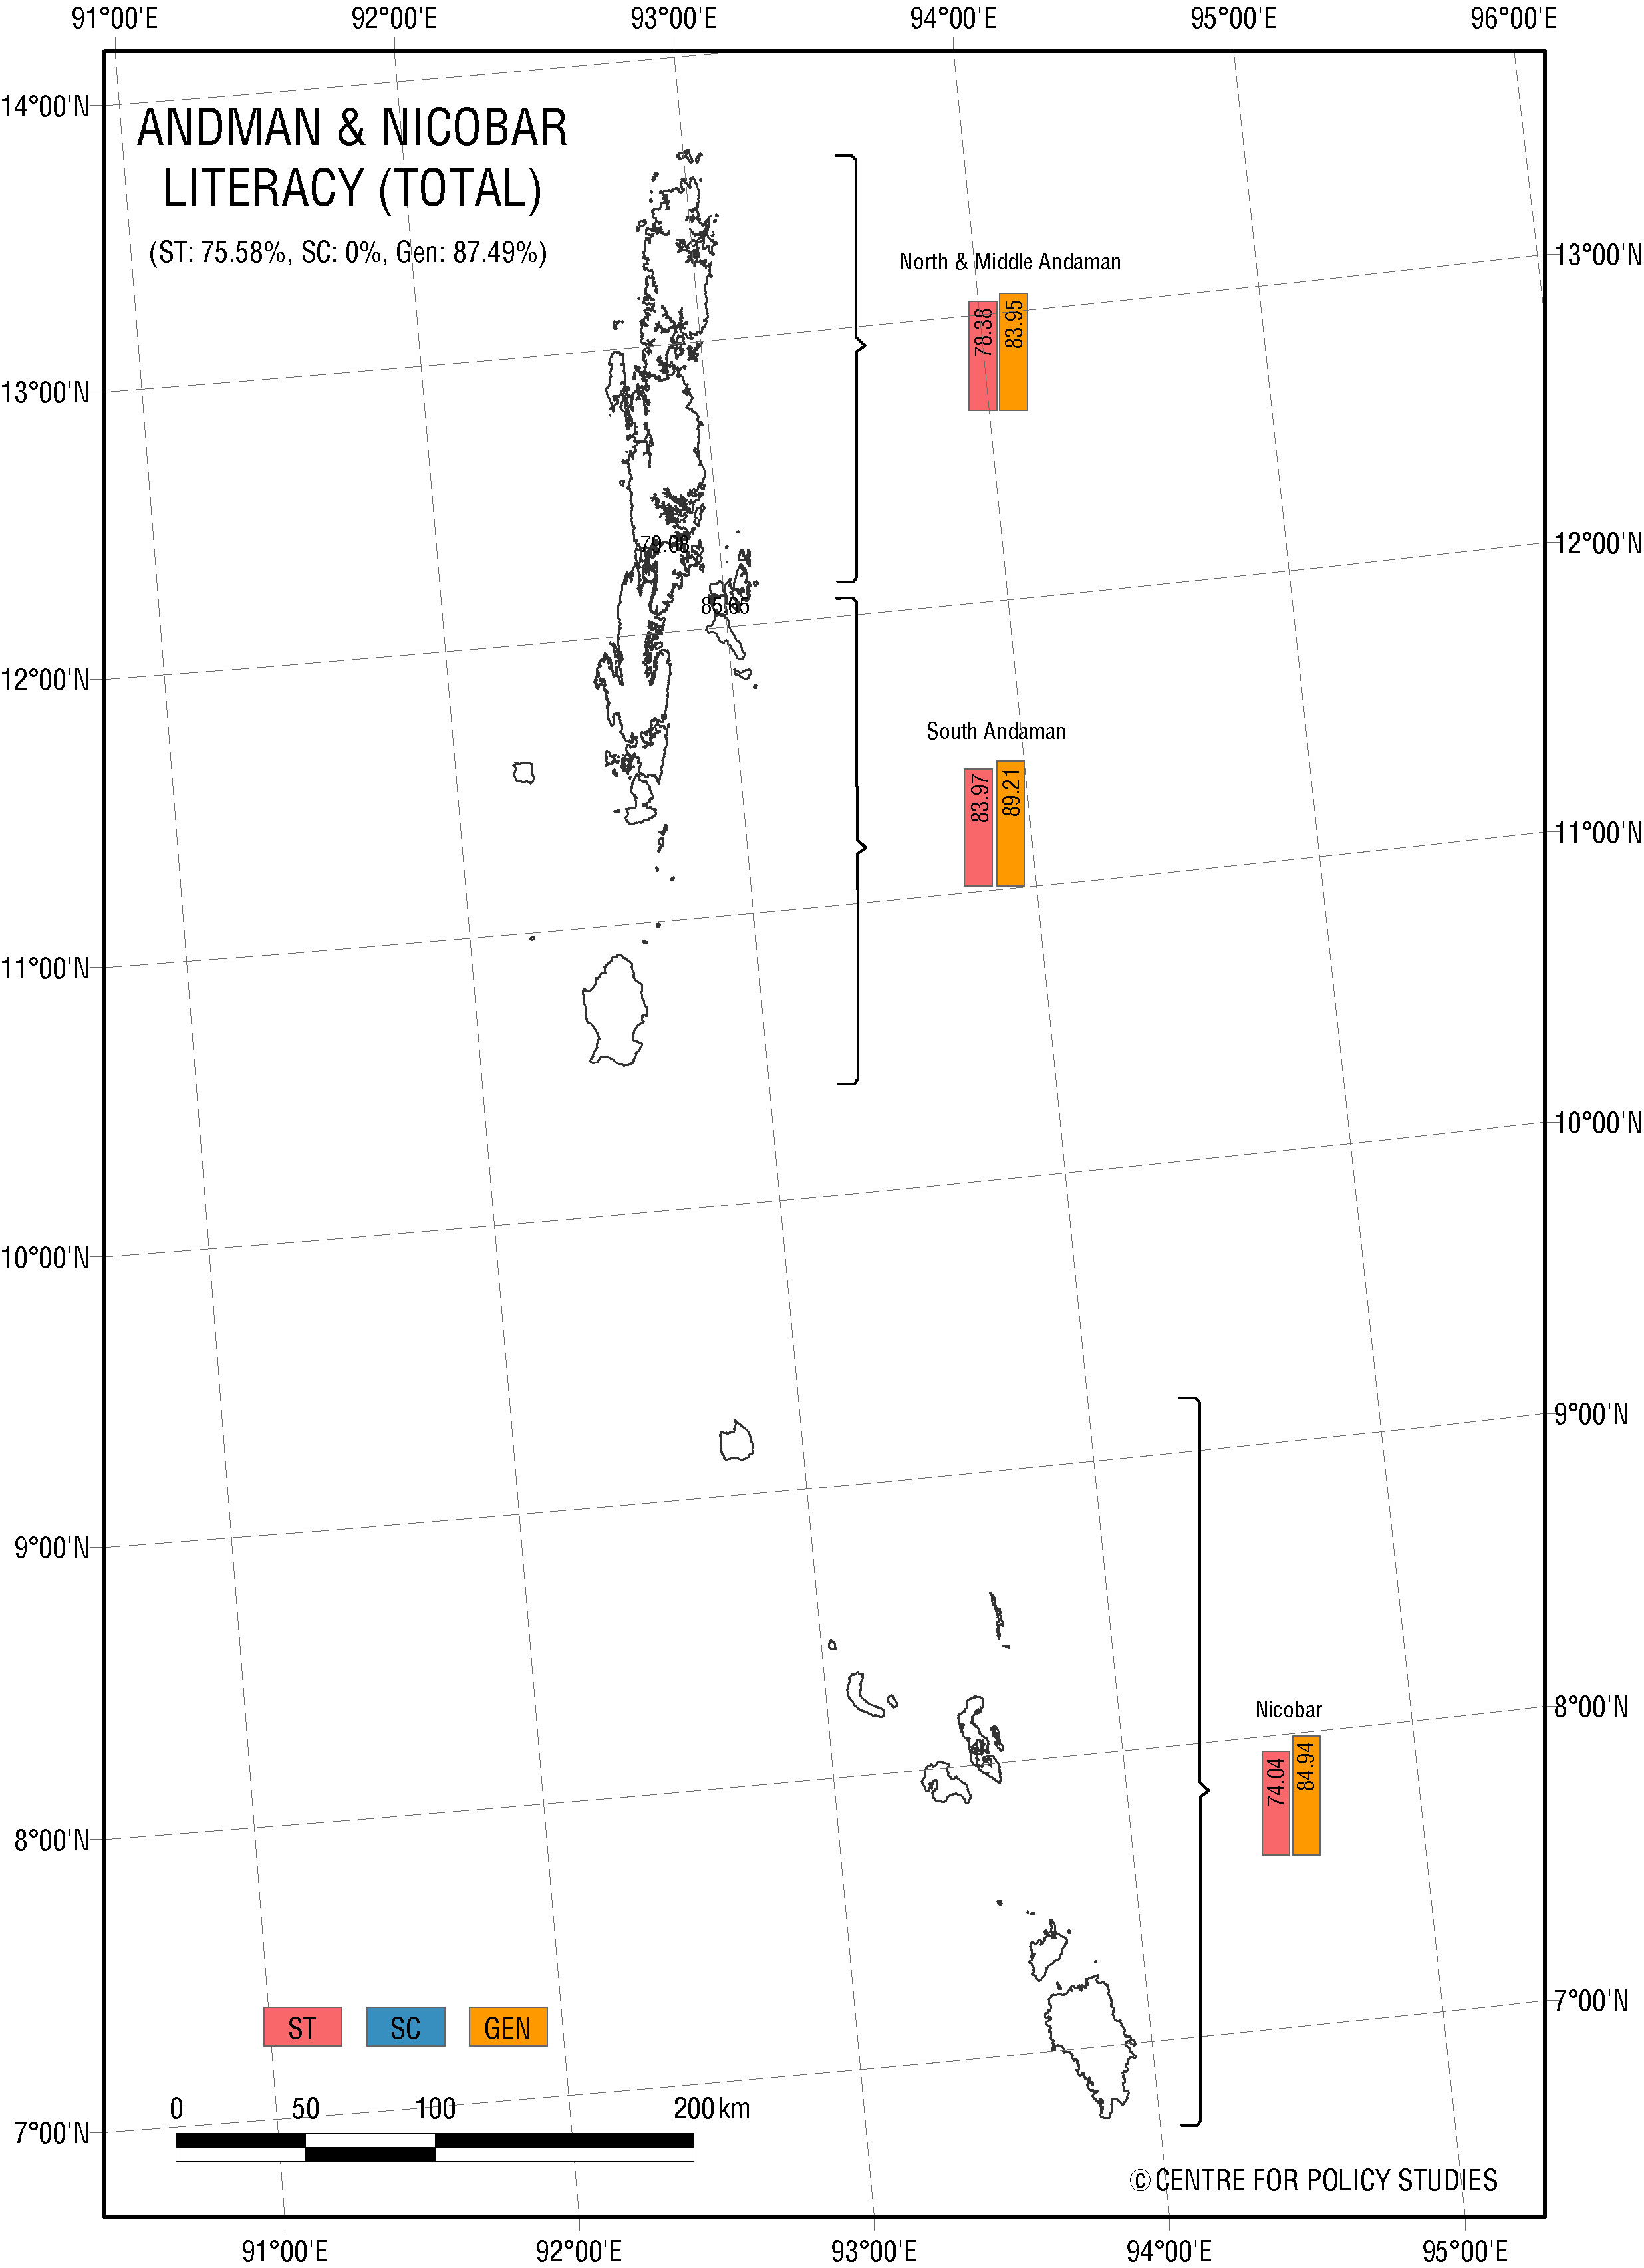 91°00'E 92°00'E 93°00'E 94°00'E 95°00'E 96°00'E
14°00'N
ANDMAN & NICOBAR
LITERACY (TOTAL)
(ST: 75.58%, SC: 0%, Gen: 87.49%)
13°00'N
North & Middle Andaman
78.38 83.95
13°00'N
12°00'N
85.65
12°00'N
South Andaman
83.97 89.21
11°00'N
11°00'N
10°00'N
10°00'N
9°00'N
9°00'N
8°00'N
Nicobar
74.04 84.94
8°00'N
7°00'N
ST SC GEN
0 50 100 200 km
7°00'N
© CENTRE FOR POLICY STUDIES
91°00'E 92°00'E 93°00'E 94°00'E 95°00'E